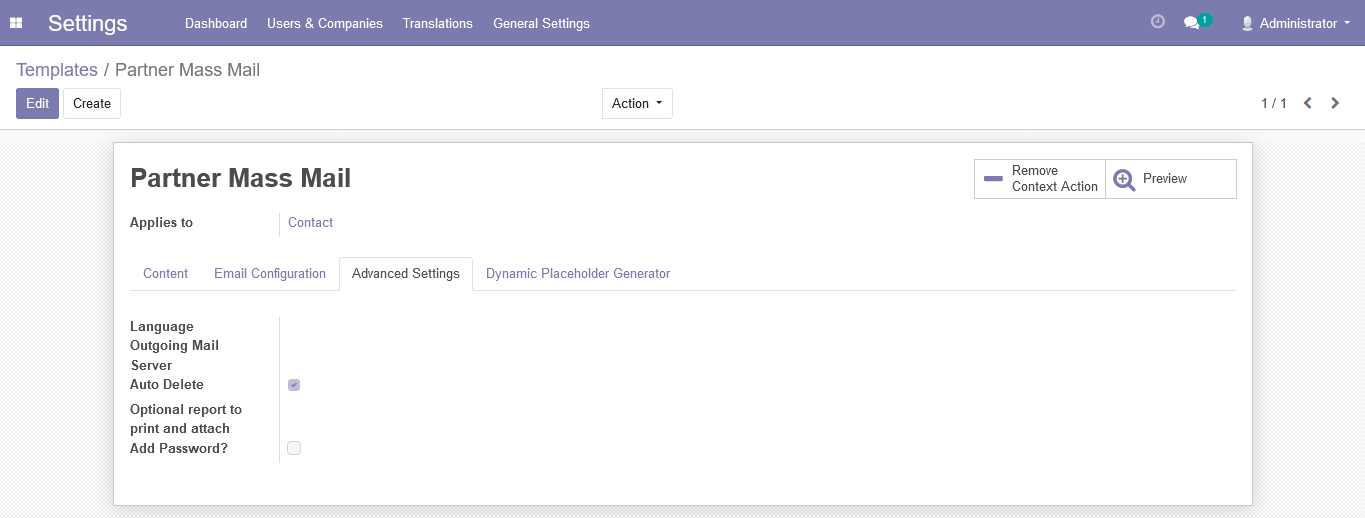 Settings Dashboard Users & Companies Translations General Settings 1 Administrator
Templates / Partner Mass Mail
Edit Create Action 1 / 1
Partner Mass Mail
Remove
Context Action
Preview
Applies to Contact
Content Email Configuration Advanced Settings Dynamic Placeholder Generator
Language
Outgoing Mail
Server
Auto Delete
Optional report to
print and attach
Add Password?